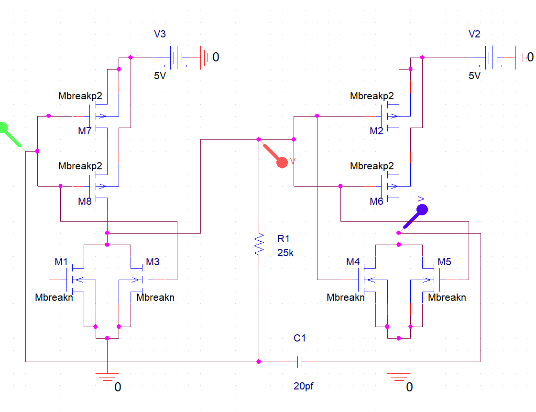 V3
0
5V
Mbreakp2
M7
Mbreakp2
M8
M1
M3
Mbreakn
Mbreakn
0
V
R1
25k
C1
20pf
V2
0
5V
Mbreakp2
M2
Mbreakp2
M6
V
M4
M5
Mbreakn
Mbreakn
0